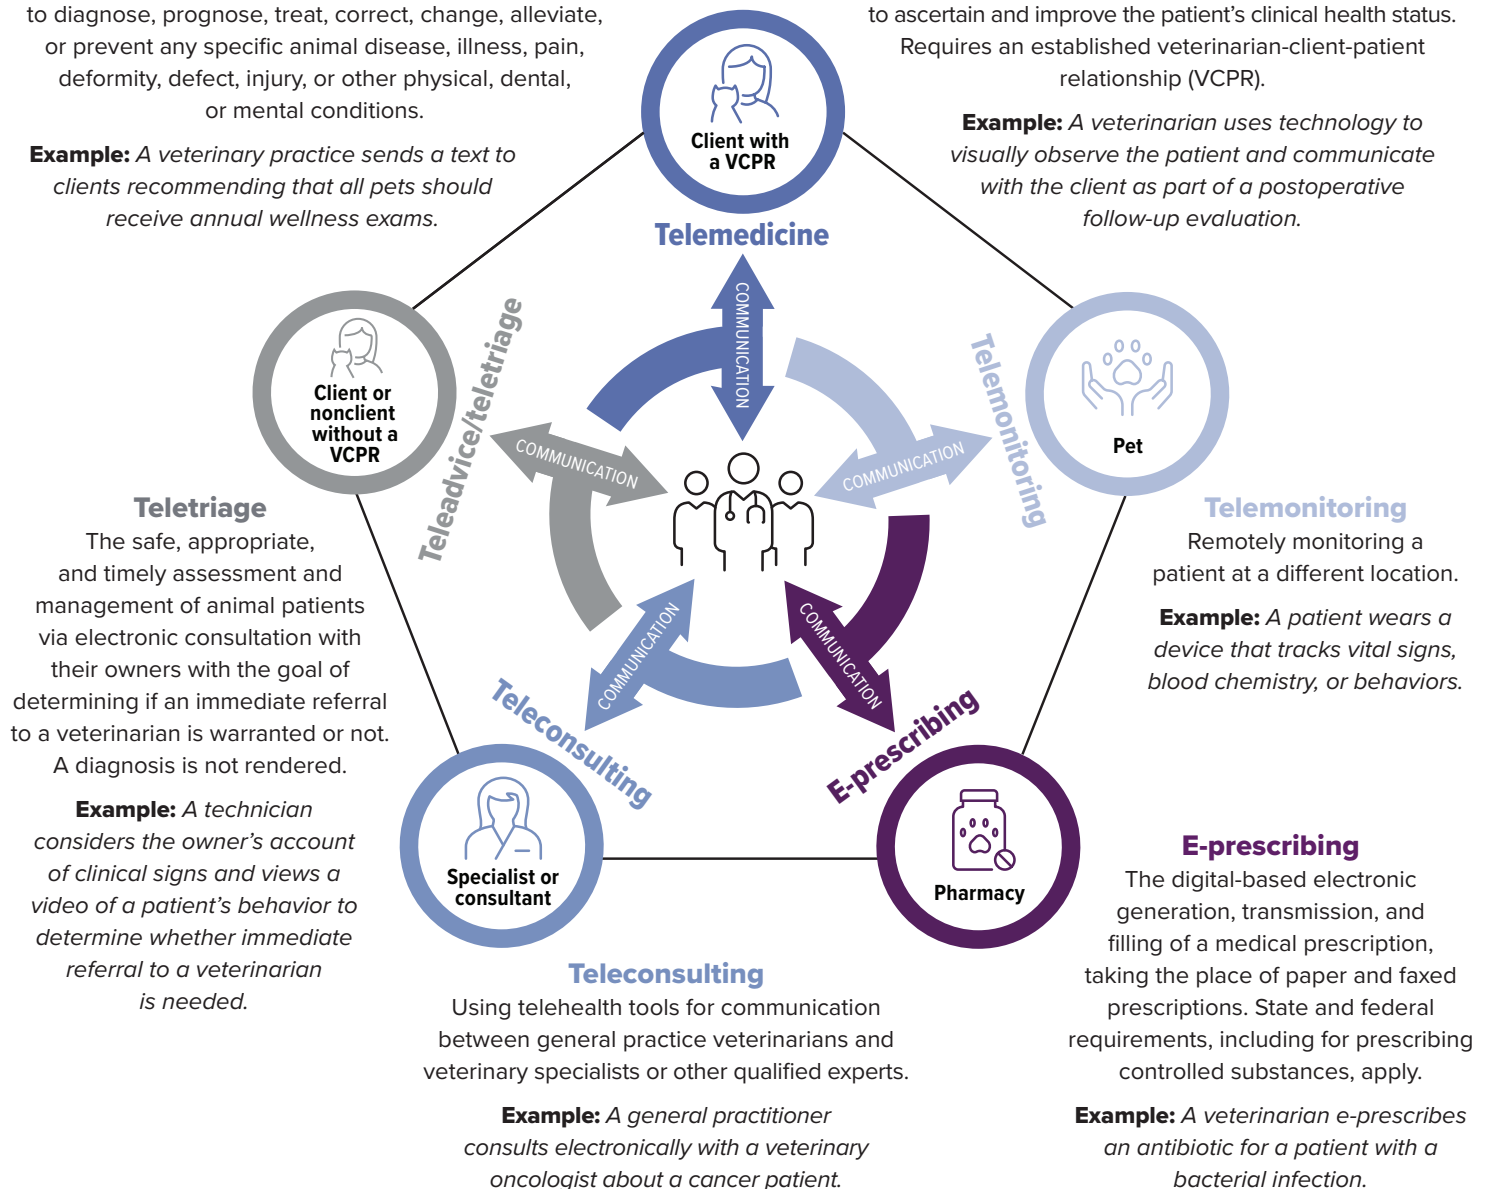 to diagnose, prognose, treat, correct, change, alleviate,
or prevent any specific animal disease, illness, pain,
deformity, defect, injury, or other physical, dental,
or mental conditions.
Example: A veterinary practice sends a text to
clients recommending that all pets should
receive annual wellness exams.
to ascertain and improve the patient’s clinical health status.
Requires an established veterinarian-client-patient
relationship (VCPR).
Example: A veterinarian uses technology to
visually observe the patient and communicate
with the client as part of a postoperative
follow-up evaluation.
Client with
a VCPR
Telemedicine
COMMUNICATION
Client or
nonclient
without a
VCPR
Teleadvice/teletriage
COMMUNICATION
COMMUNICATION
Telemonitoring
Pet
Teletriage
The safe, appropriate,
and timely assessment and
management of animal patients
via electronic consultation with
their owners with the goal of
determining if an immediate referral
to a veterinarian is warranted or not.
A diagnosis is not rendered.
Example: A technician
considers the owner’s account
of clinical signs and views a
video of a patient’s behavior to
determine whether immediate
referral to a veterinarian
is needed.
Telemonitoring
Remotely monitoring a
patient at a different location.
Example: A patient wears a
device that tracks vital signs,
blood chemistry, or behaviors.
COMMUNICATION
Teleconsulting
COMMUNICATION
E-prescribing
Specialist or
consultant
Pharmacy
Teleconsulting
Using telehealth tools for communication
between general practice veterinarians and
veterinary specialists or other qualified experts.
Example: A general practitioner
consults electronically with a veterinary
oncologist about a cancer patient.
E-prescribing
The digital-based electronic
generation, transmission, and
filling of a medical prescription,
taking the place of paper and faxed
prescriptions. State and federal
requirements, including for prescribing
controlled substances, apply.
Example: A veterinarian e-prescribes
an antibiotic for a patient with a
bacterial infection.